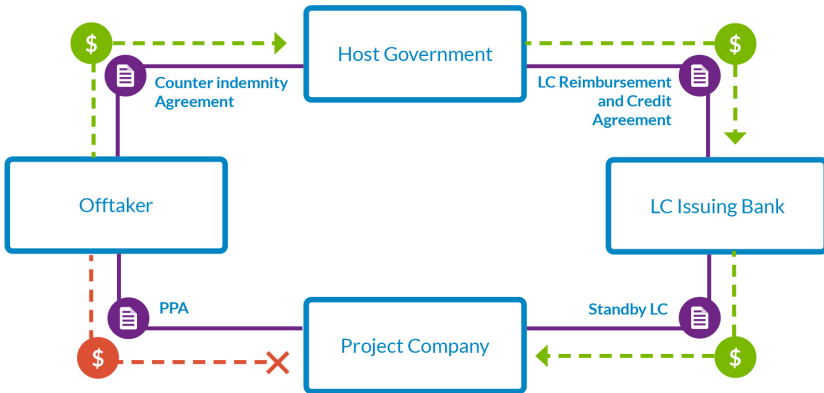 $
Host Government
$
Counter indemnity
Agreement
LC Reimbursement
and Credit
Agreement
Offtaker
LC Issuing Bank
PPA
Standby LC
$
Project Company
$